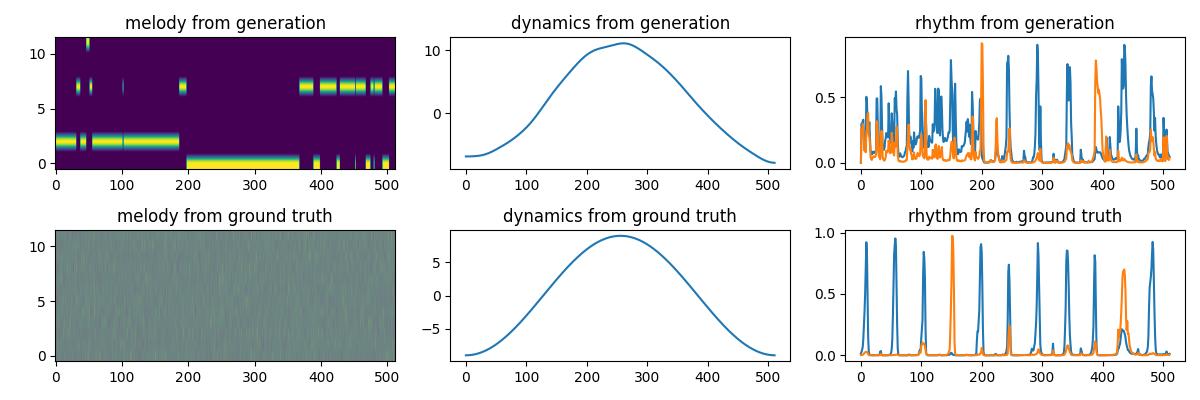 melody from generation
10
5
0
0 100 200 300 400 500
dynamics from generation
10
0
0 100 200 300 400 500
rhythm from generation
0.5
0.0
0 100 200 300 400 500
melody from ground truth
10
5
0
0 100 200 300 400 500
dynamics from ground truth
5
0
−5
0 100 200 300 400 500
rhythm from ground truth
1.0
0.5
0.0
0 100 200 300 400 500